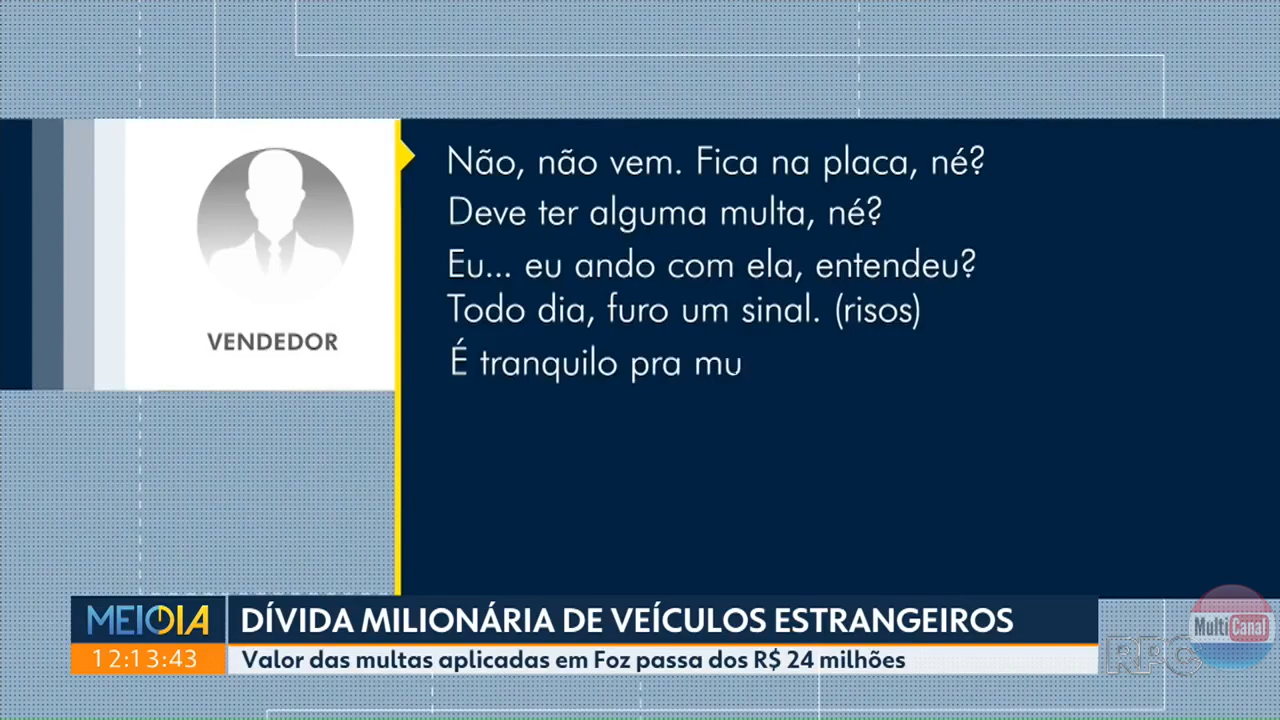 Não, não vem. Fica na placa, né?
Deve ter alguma multa, né?
Eu... eu ando com ela, entendeu?
Todo dia, furo um sinal. (risos)
É tranquilo pra mu
VENDEDOR
MEIODIA
DÍVIDA MILIONÁRIA DE VEÍCULOS ESTRANGEIROS
12:13:43
Valor das multas aplicadas em Foz passa dos R$ 24 milhões
RPC
MultiCanal